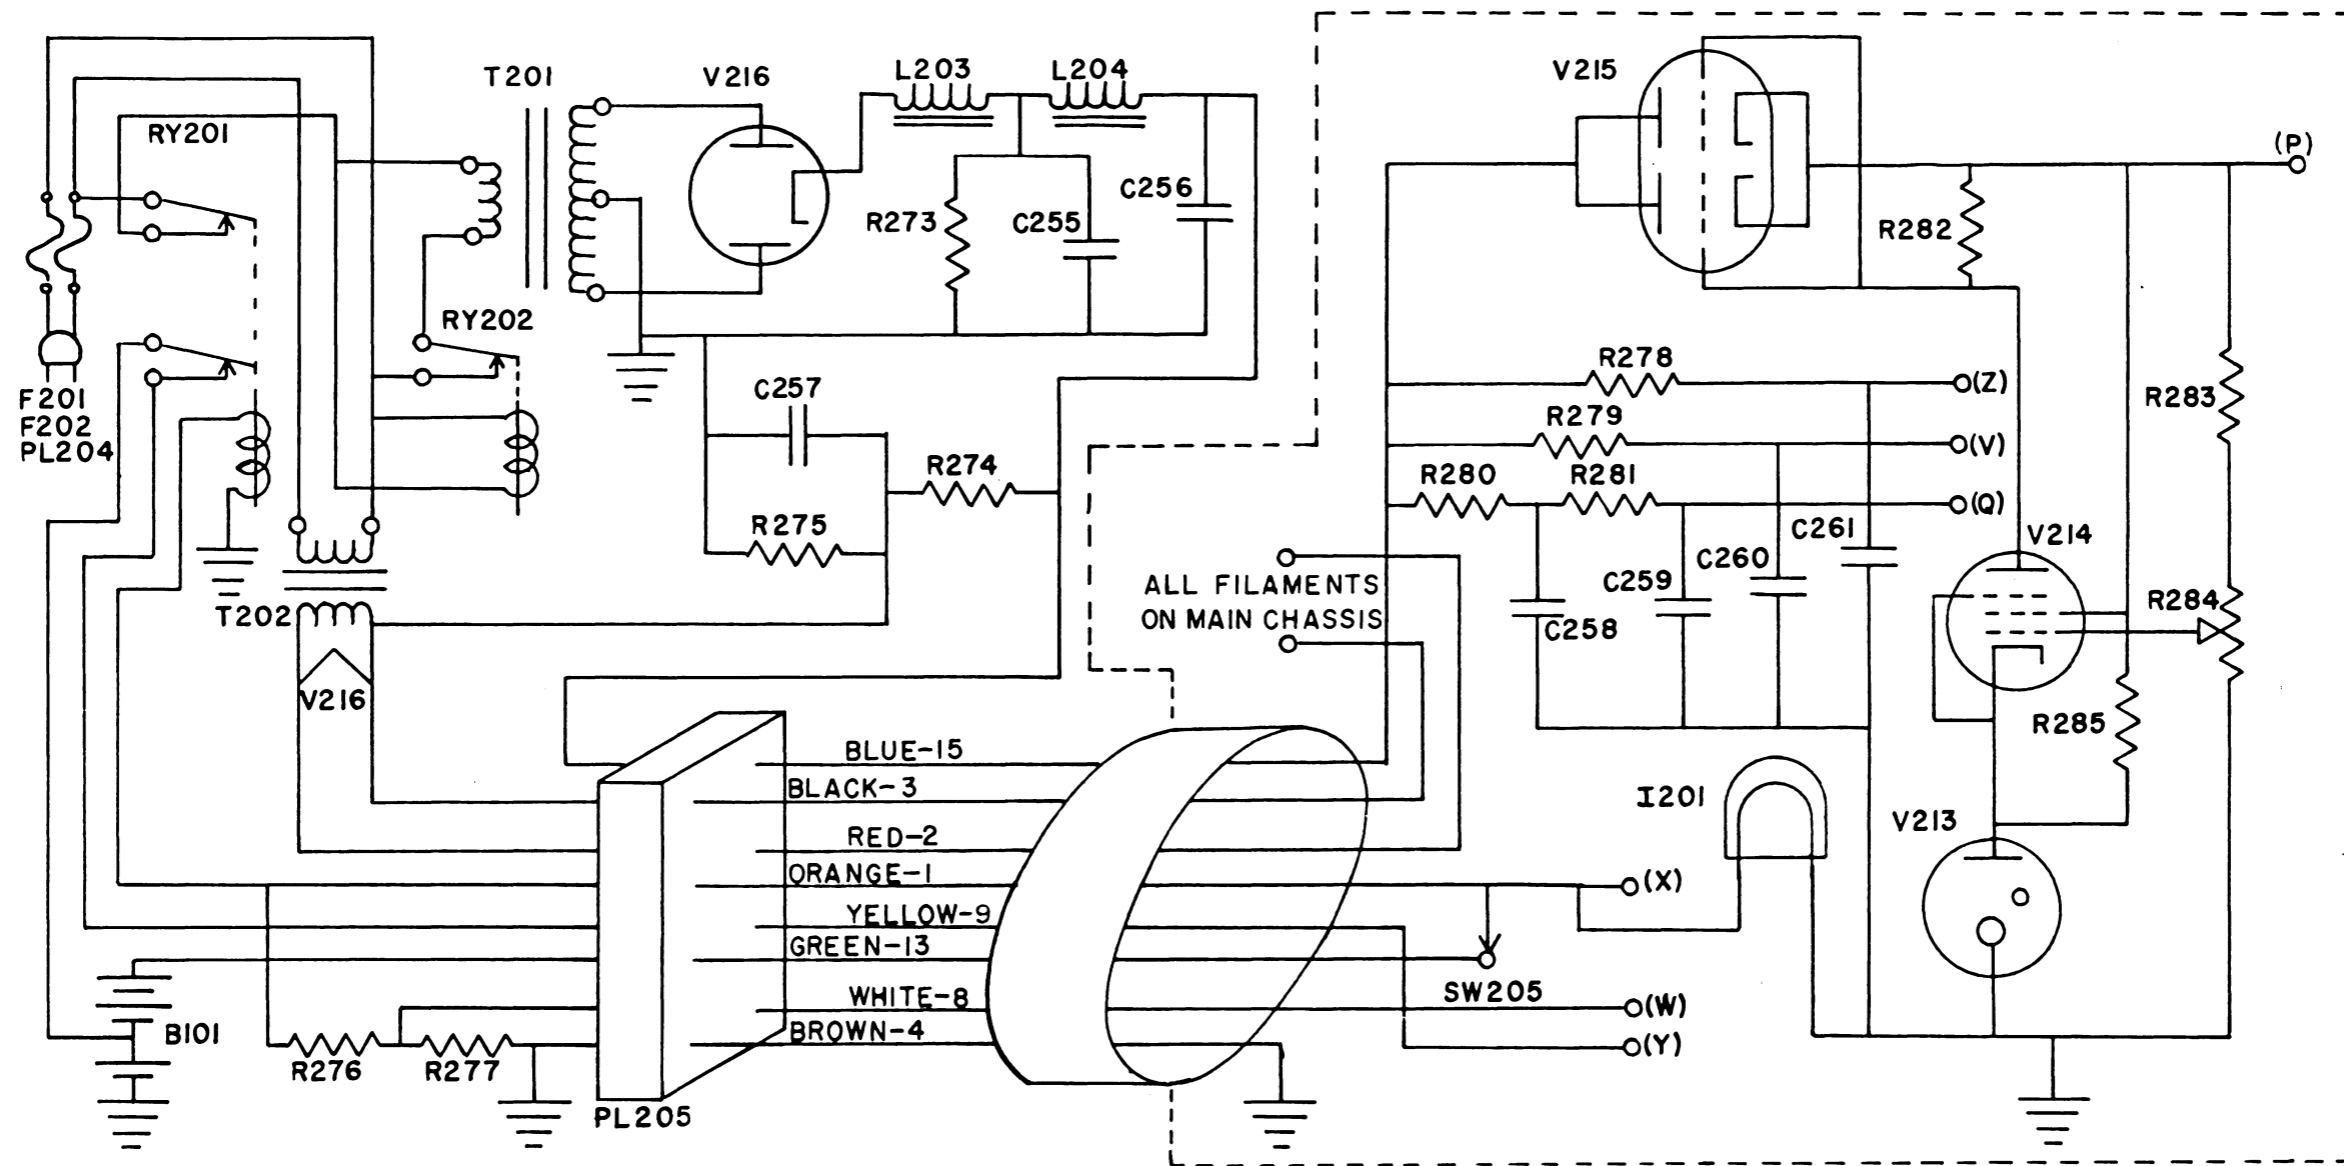 T201
V216
L203
L204
V215
RY201
(P)
C256
R273
C255
R282
RY202
F201
F202
PL204
C257
R278
(Z)
R283
R279
(V)
R274
R280
R281
(Q)
R275
C261
V214
C260
C259
ALL FILAMENTS
ON MAIN CHASSIS
C258
R284
T202
V216
R285
BLUE-15
BLACK-3
I201
V213
RED-2
ORANGE-1
(X)
YELLOW-9
GREEN-13
SW205
WHITE-8
(W)
B101
BROWN-4
(Y)
R276
R277
PL205